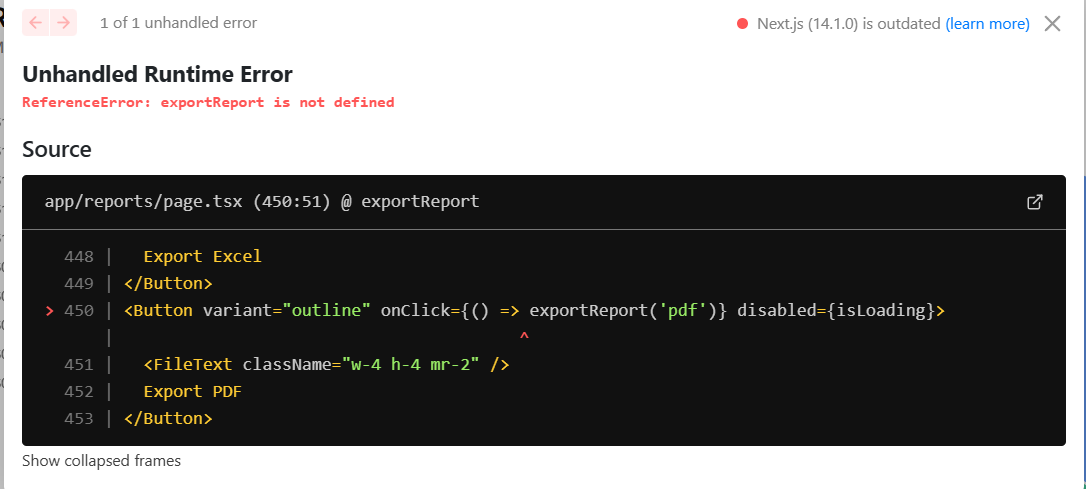 1 of 1 unhandled error
Next.js (14.1.0) is outdated (learn more)
Unhandled Runtime Error
ReferenceError: exportReport is not defined
Source
app/reports/page.tsx (450:51) @ exportReport
448 |   Export Excel
449 | </Button>
> 450 | <Button variant="outline" onClick={() => exportReport('pdf')} disabled={isLoading}>
|                                         ^
451 |   <FileText className="w-4 h-4 mr-2" />
452 |   Export PDF
453 | </Button>
Show collapsed frames